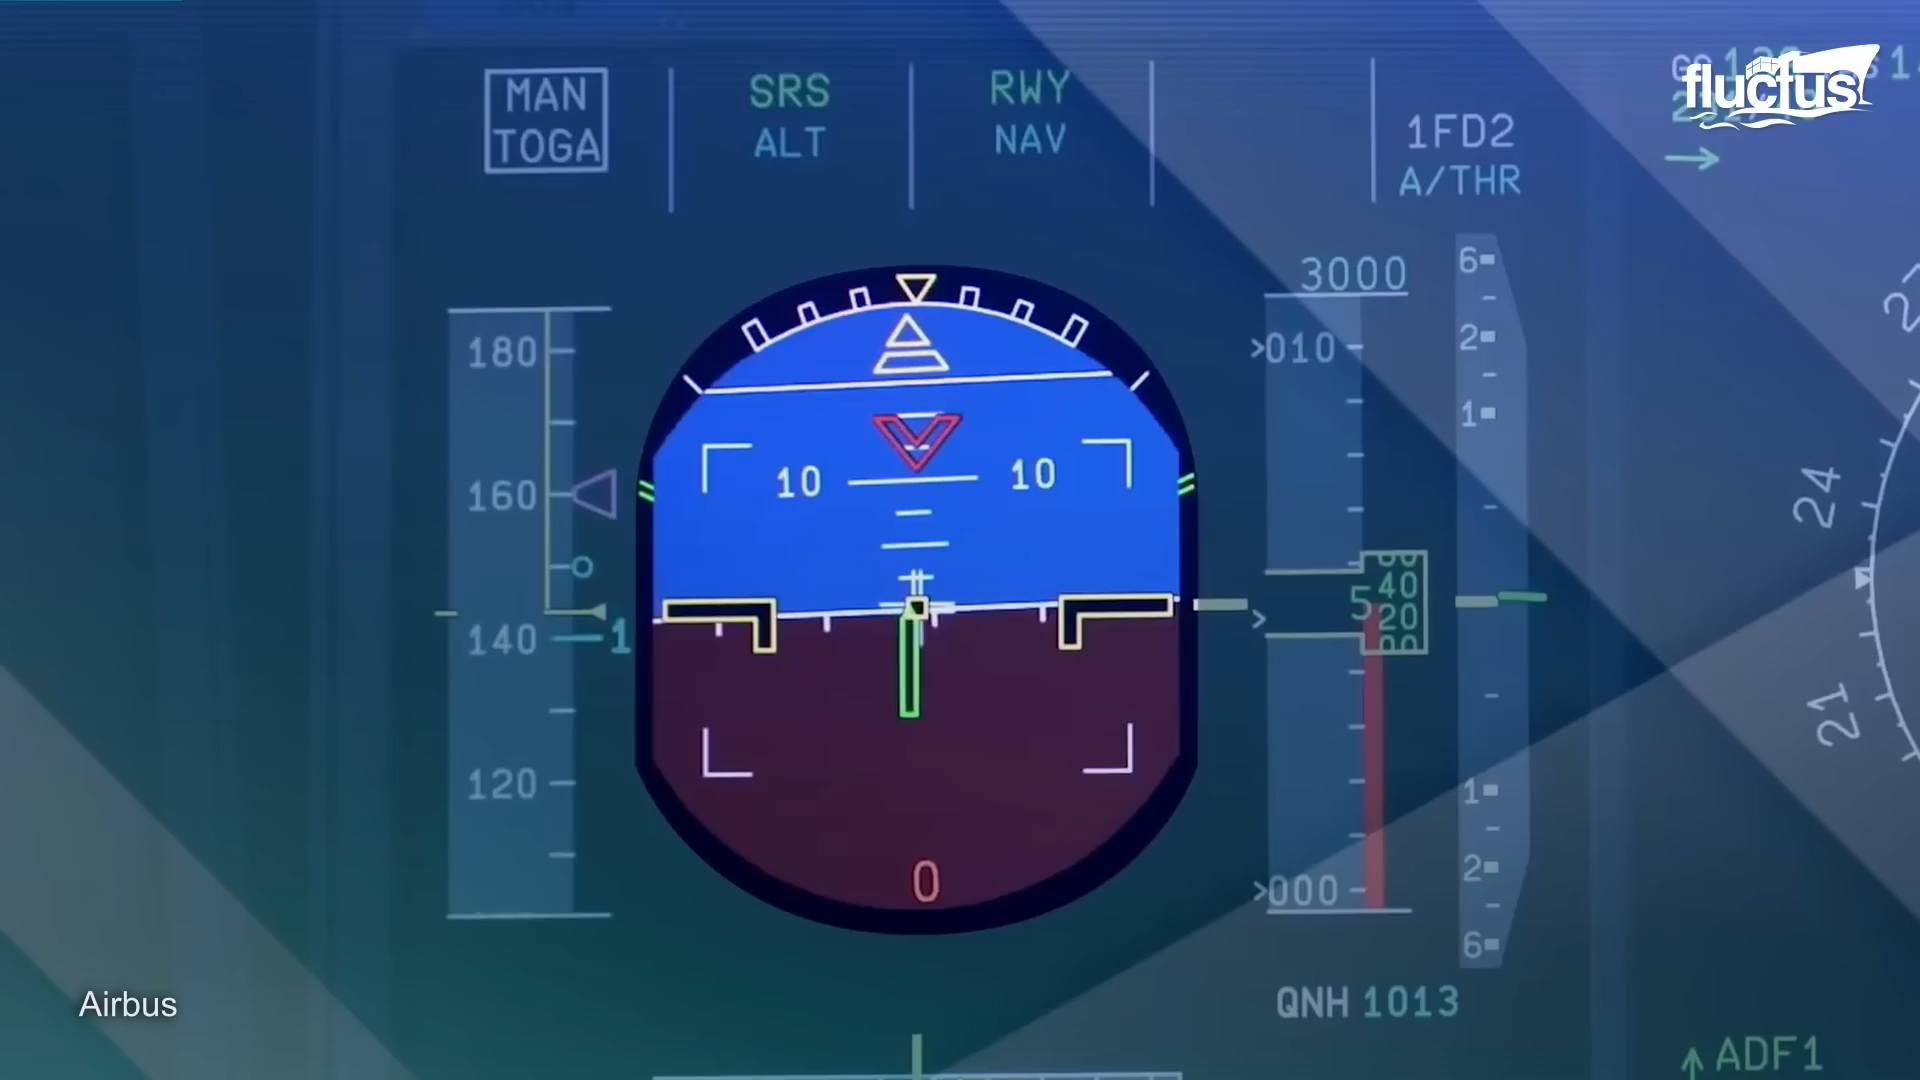 MAN
TOGA
SRS
ALT
RWY
NAV
1FD2
A/THR
fluctus
3000
180
160
140
120
1
10 10
0
>010
>
5
40
20
>000
6
2
1
1
2
6
24
21
QNH 1013
ADF1
Airbus